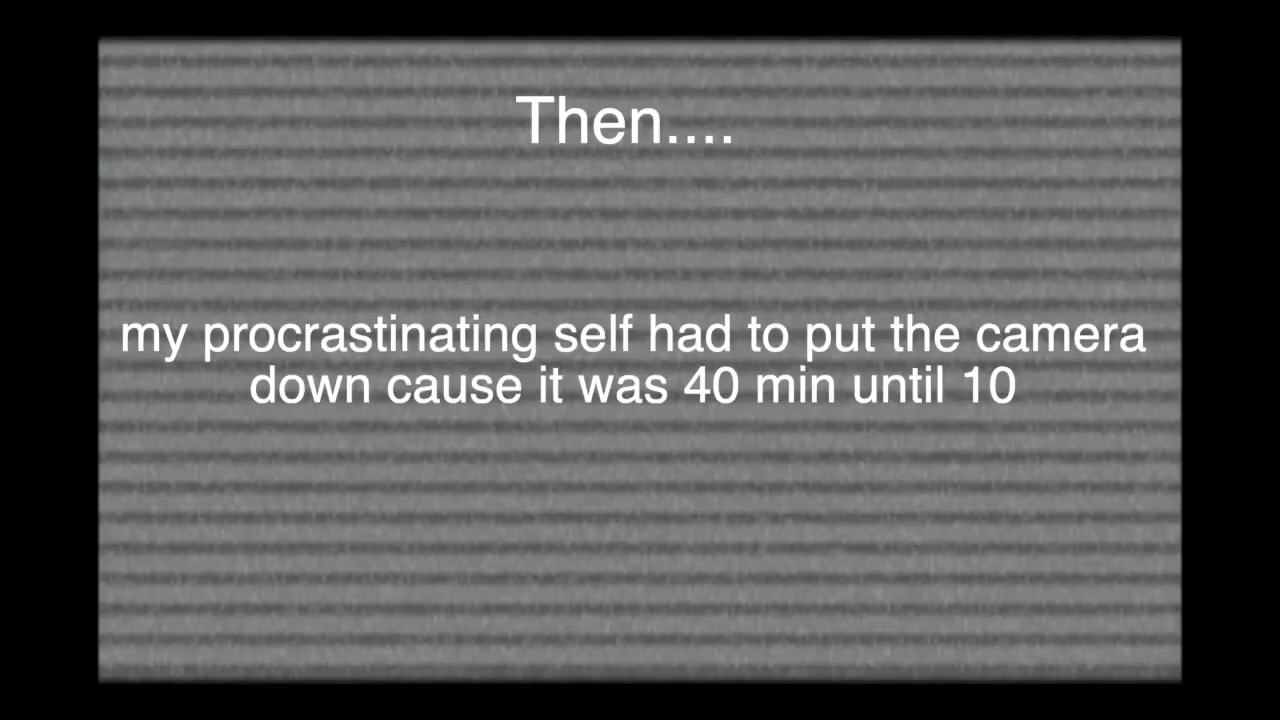 Then....
my procrastinating self had to put the camera
down cause it was 40 min until 10